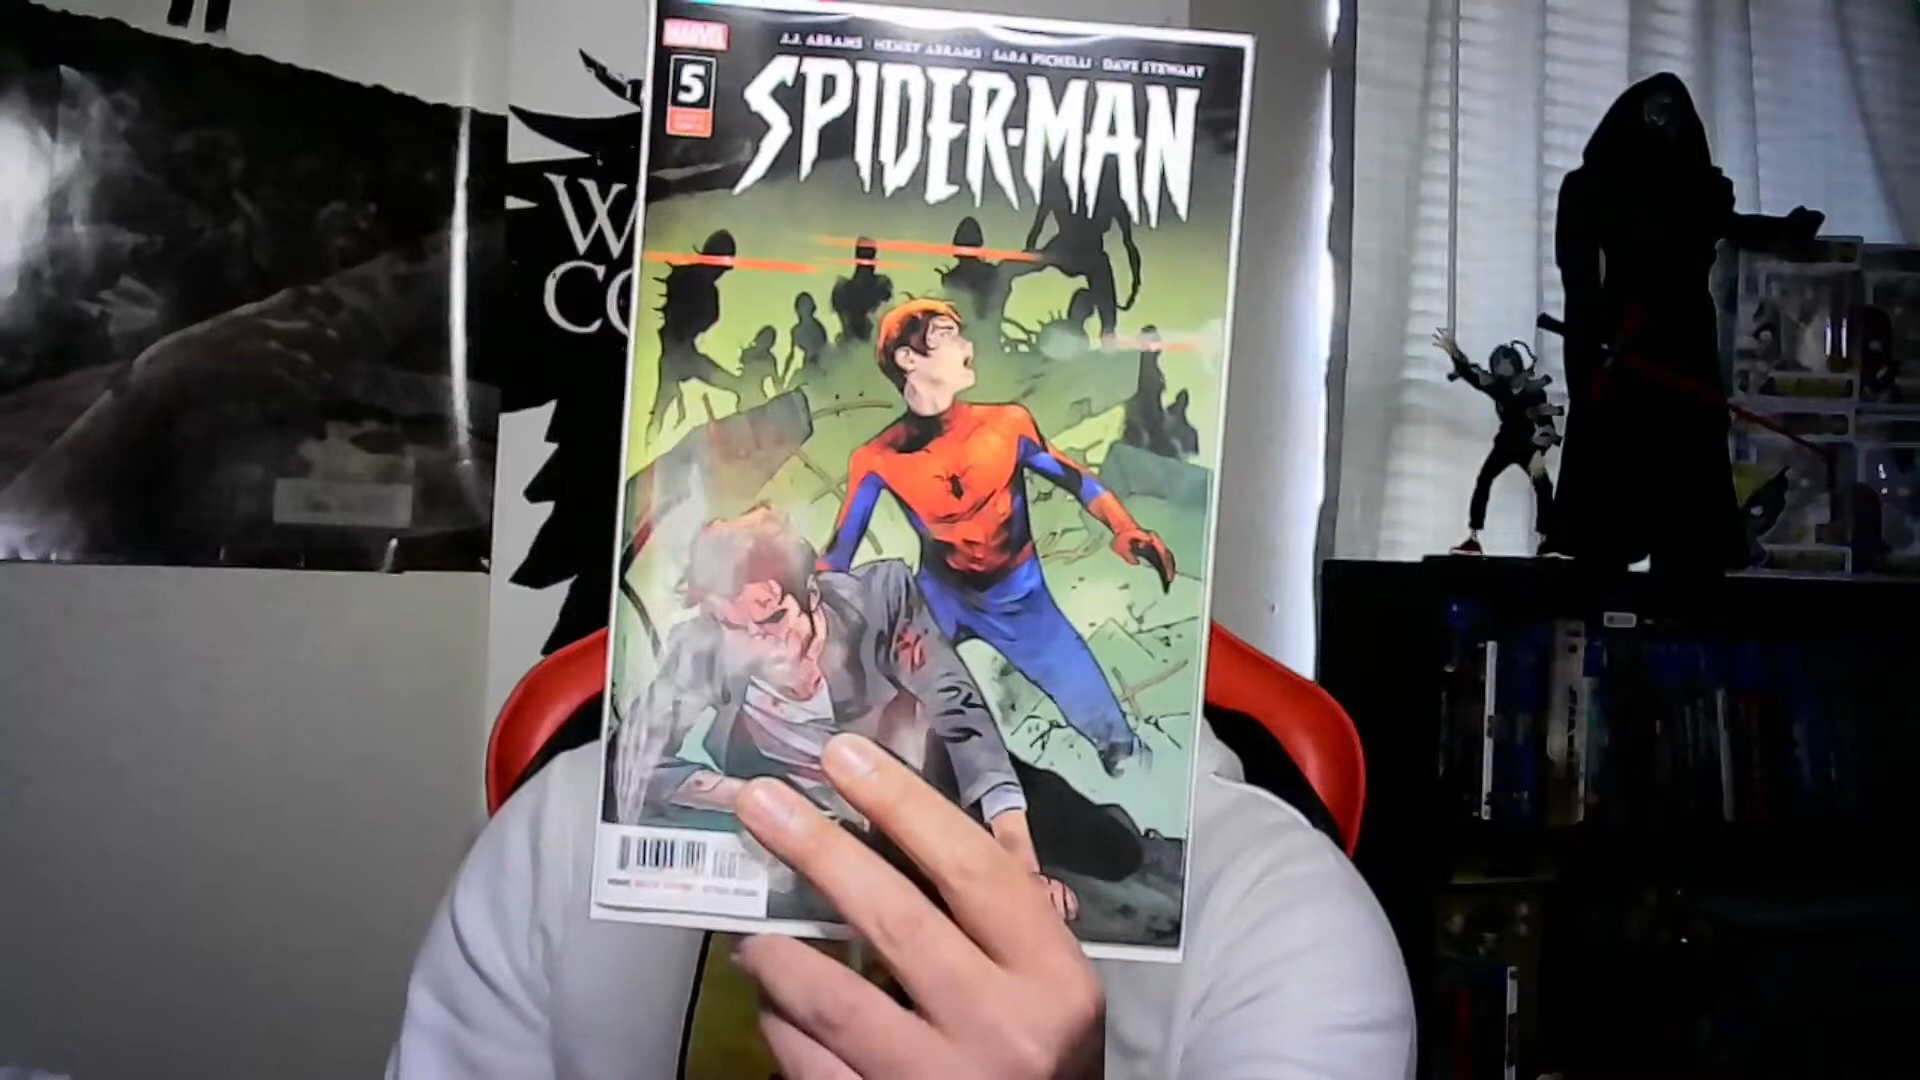 MARVEL
J.J. ABRAMS · HENRY ABRAMS · SARA PICHELLI · DAVE STEWART
5
SPIDER-MAN